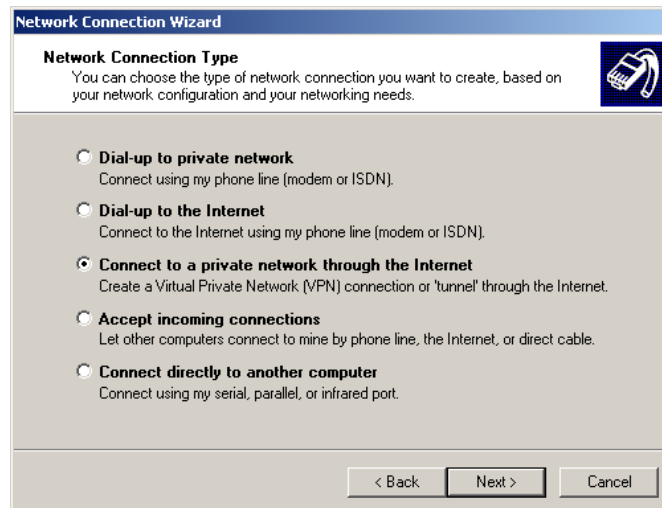 Network Connection Wizard
Network Connection Type
You can choose the type of network connection you want to create, based on
your network configuration and your networking needs.
Dial-up to private network
Connect using my phone line (modem or ISDN).
Dial-up to the Internet
Connect to the Internet using my phone line (modem or ISDN).
Connect to a private network through the Internet
Create a Virtual Private Network (VPN) connection or 'tunnel' through the Internet.
Accept incoming connections
Let other computers connect to mine by phone line, the Internet, or direct cable.
Connect directly to another computer
Connect using my serial, parallel, or infrared port.
< Back Next > Cancel